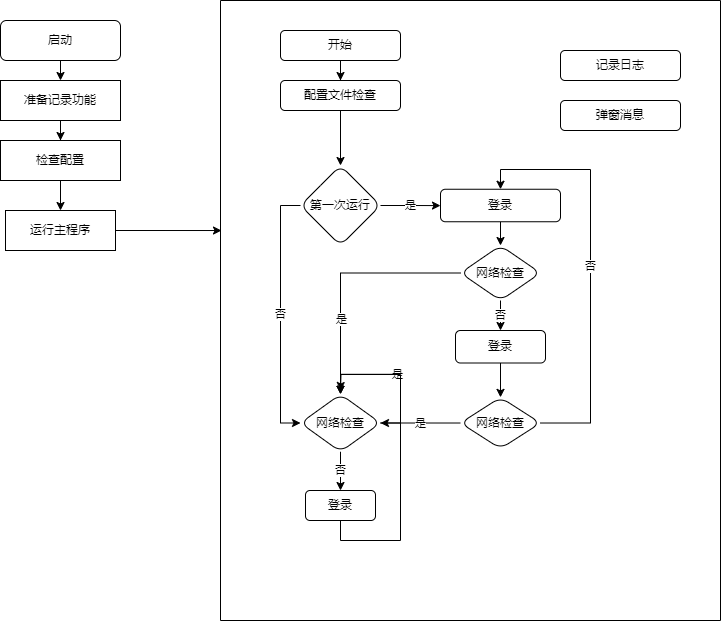 启动
准备记录功能
检查配置
运行主程序
开始
配置文件检查
记录日志
弹窗消息
第一次运行
是
登录
网络检查
否
否
是
否
登录
是
网络检查
是
网络检查
否
登录